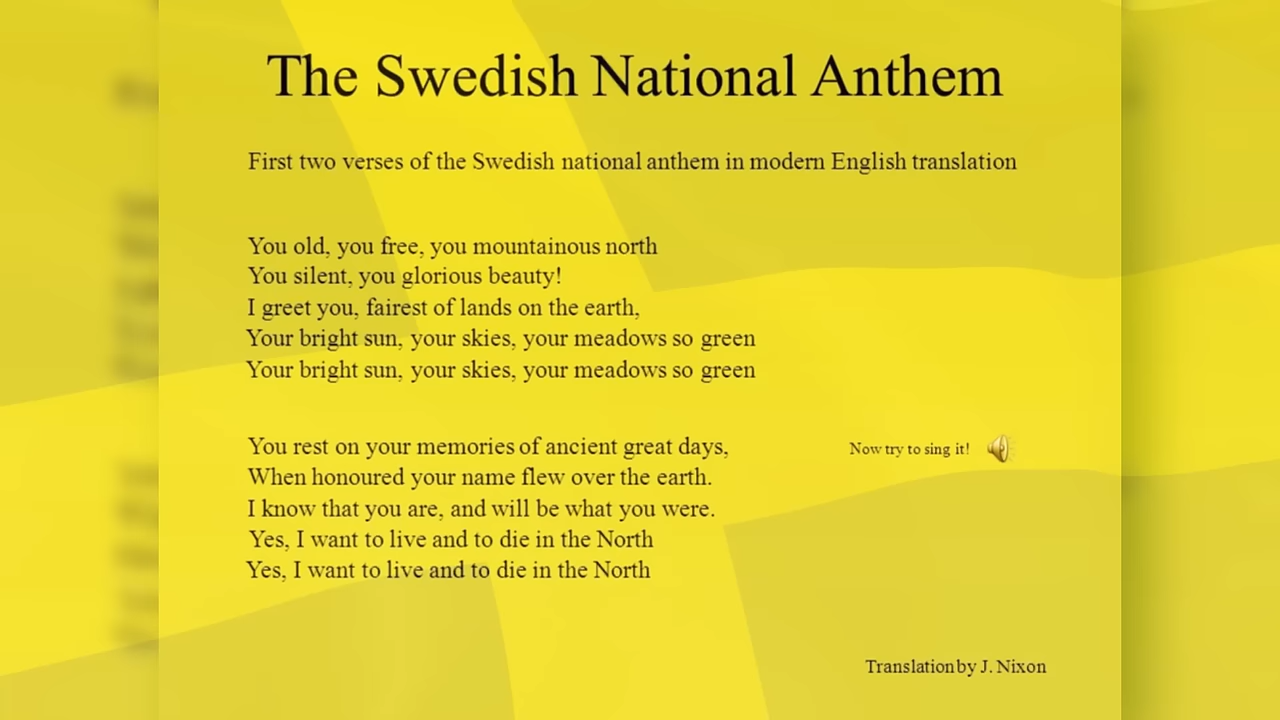 The Swedish National Anthem
First two verses of the Swedish national anthem in modern English translation
You old, you free, you mountainous north
You silent, you glorious beauty!
I greet you, fairest of lands on the earth,
Your bright sun, your skies, your meadows so green
Your bright sun, your skies, your meadows so green
You rest on your memories of ancient great days,
When honoured your name flew over the earth.
I know that you are, and will be what you were.
Yes, I want to live and to die in the North
Yes, I want to live and to die in the North
Now try to sing it!
Translation by J. Nixon